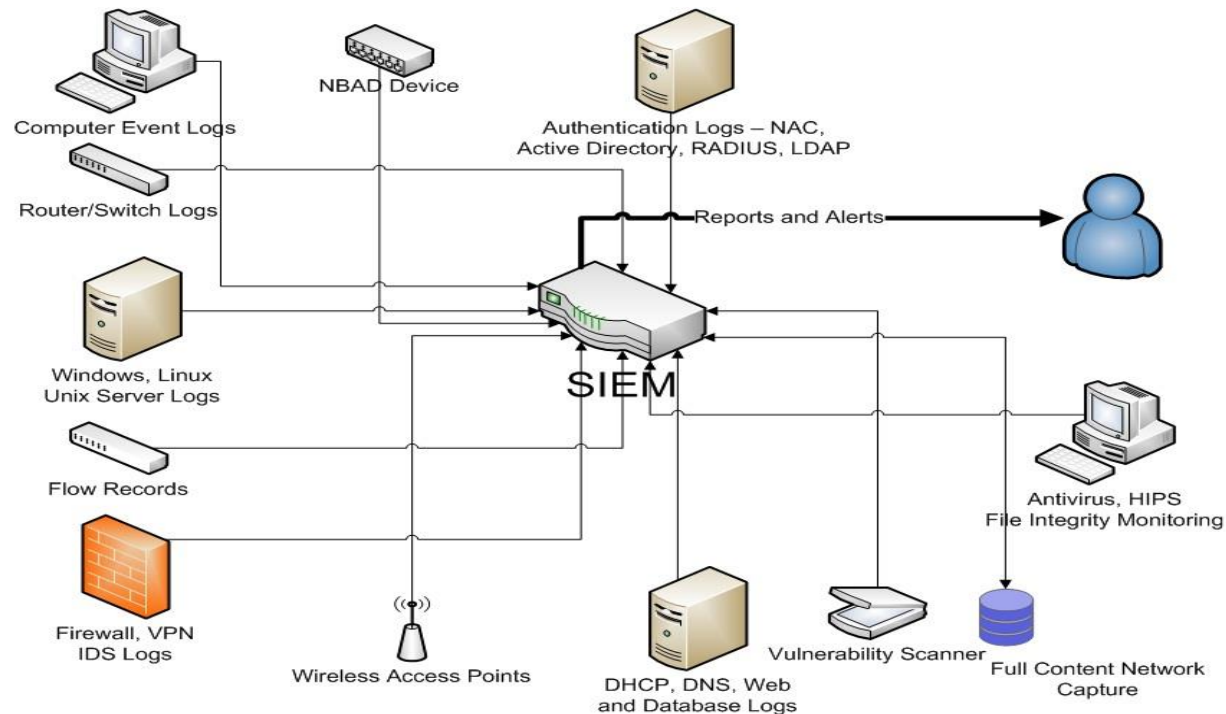 NBAD Device
Computer Event Logs
Authentication Logs – NAC,
Active Directory, RADIUS, LDAP
Router/Switch Logs
Reports and Alerts
Windows, Linux
Unix Server Logs
SIEM
Flow Records
Antivirus, HIPS
File Integrity Monitoring
Firewall, VPN
IDS Logs
Wireless Access Points
DHCP, DNS, Web
and Database Logs
Vulnerability Scanner
Full Content Network
Capture